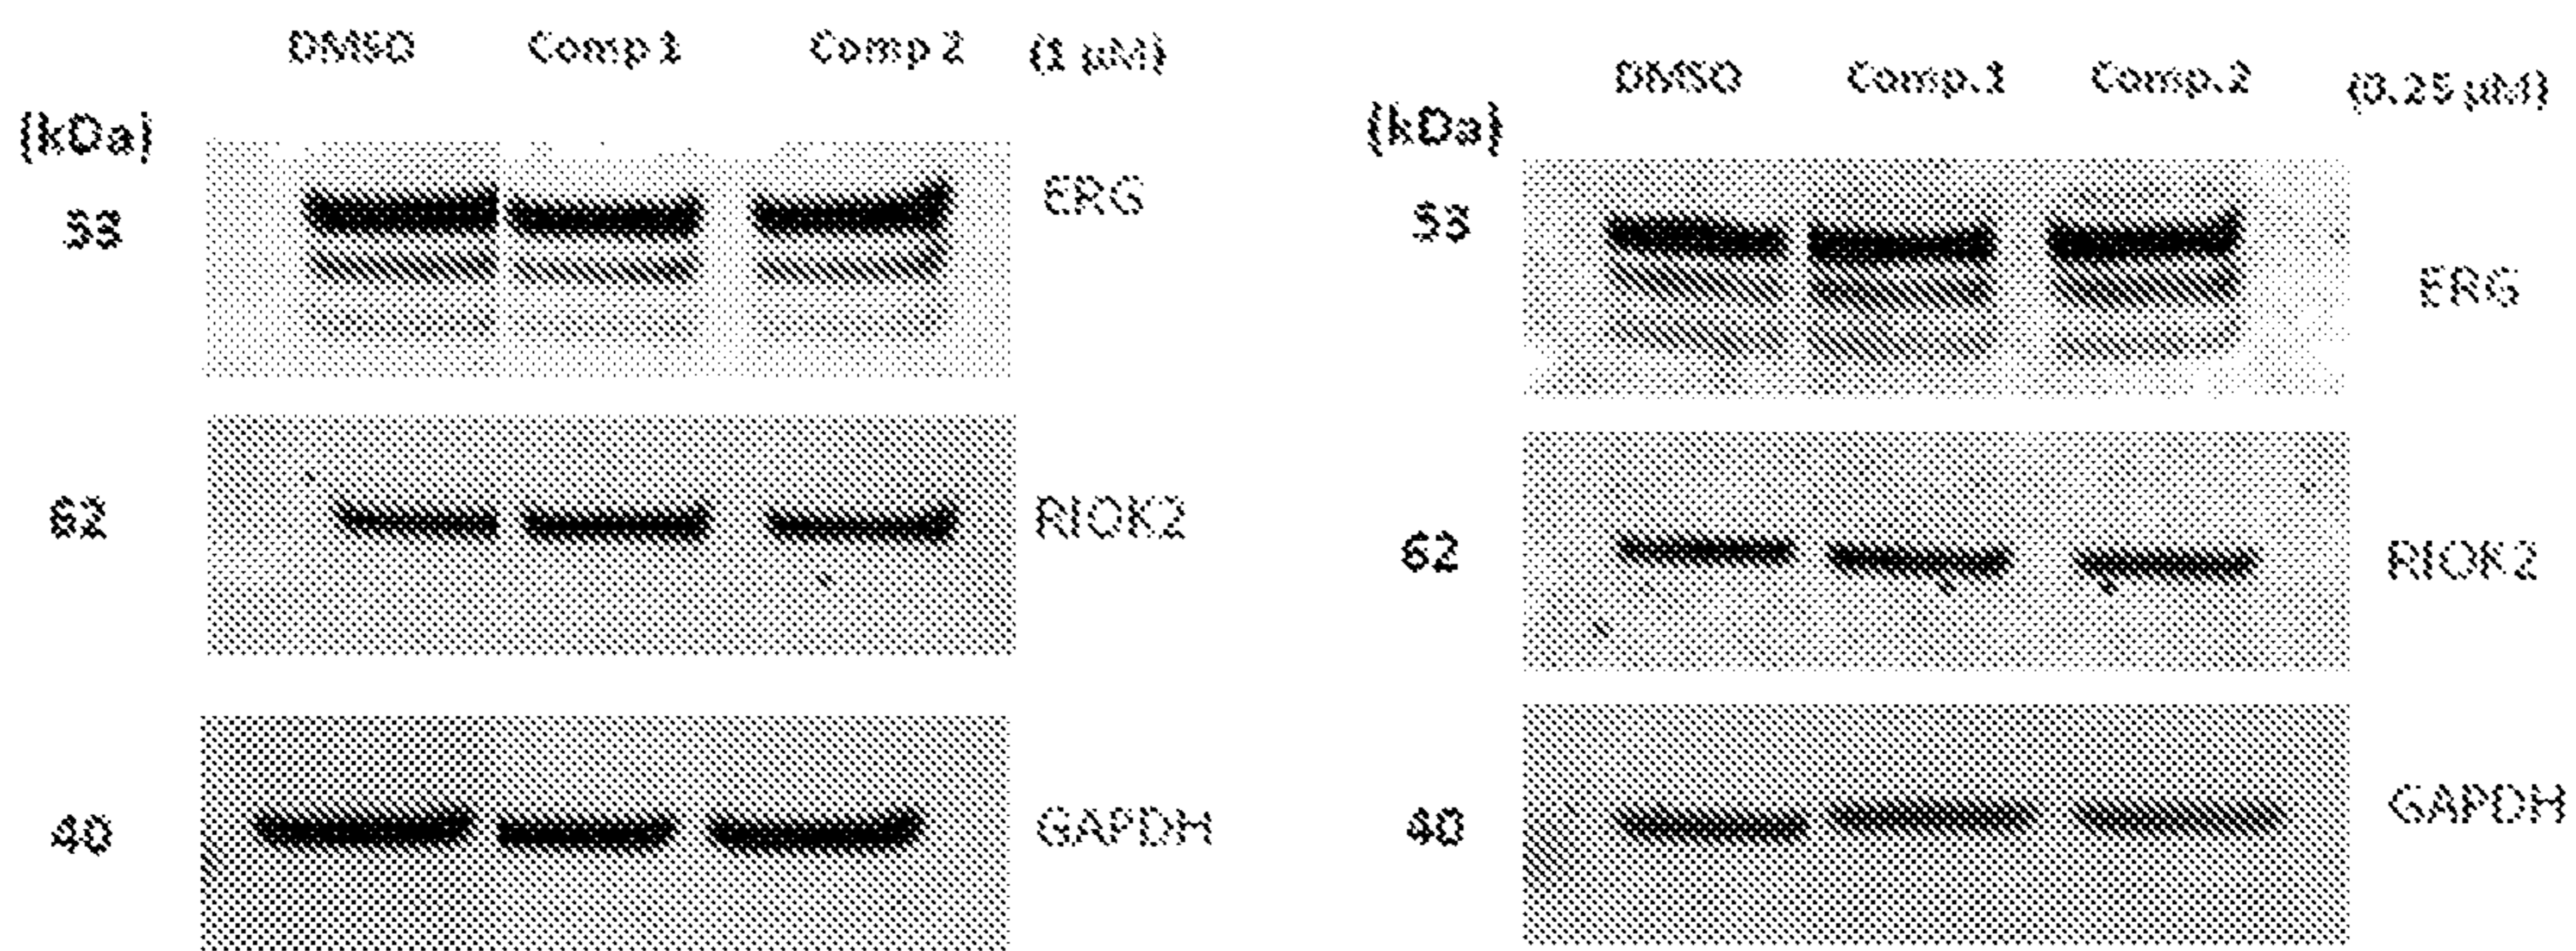 DMSO Comp 1 Comp 2 (1 µM)
(kDa)
53 ERG
62 RIOK2
40 GAPDH
DMSO Comp.1 Comp.2 (0.25 µM)
(kDa)
53
ERG
62 RIOK2
40 GAPDH